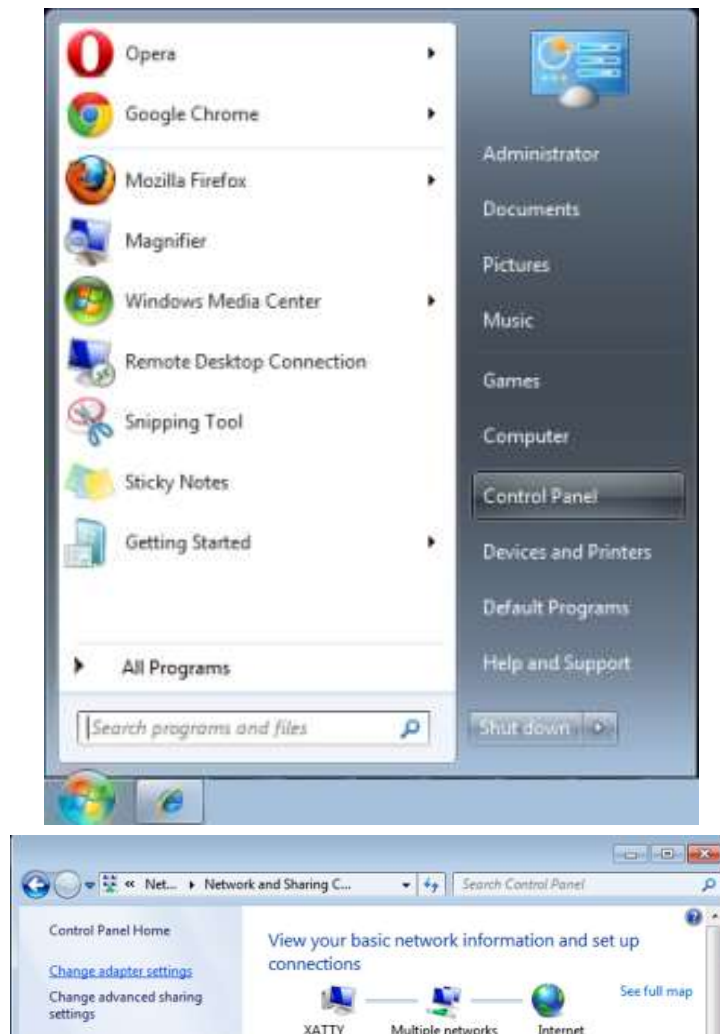 Opera
Google Chrome
Mozilla Firefox
Magnifier
Windows Media Center
Remote Desktop Connection
Snipping Tool
Sticky Notes
Getting Started
All Programs
Search programs and files
Administrator
Documents
Pictures
Music
Games
Computer
Control Panel
Devices and Printers
Default Programs
Help and Support
Shut down
« Net... Network and Sharing C...
Search Control Panel
Control Panel Home
Change adapter settings
Change advanced sharing
settings
View your basic network information and set up
connections
See full map
XATTY Multiple networks Internet